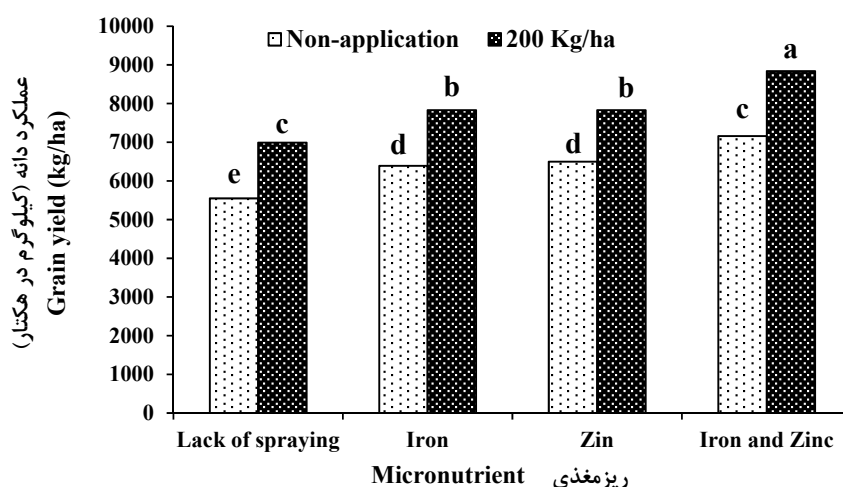 10000
9000
8000
7000
6000
5000
4000
3000
2000
1000
0
عملکرد دانه (کیلوگرم در هکتار)
Grain yield (kg/ha)
Non-application 200 Kg/ha
e c d b d b c a
Lack of spraying Iron Zin Iron and Zinc
Micronutrient ریزمغذی